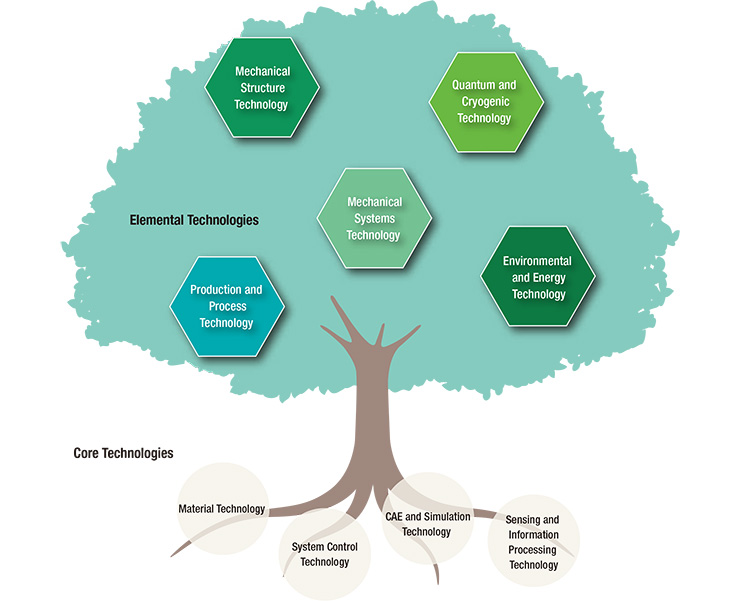 Mechanical
Structure
Technology
Quantum and
Cryogenic
Technology
Mechanical
Systems
Technology
Elemental Technologies
Environmental
and Energy
Technology
Production and
Process
Technology
Core Technologies
Material Technology
System Control
Technology
CAE and Simulation
Technology
Sensing and
Information
Processing
Technology